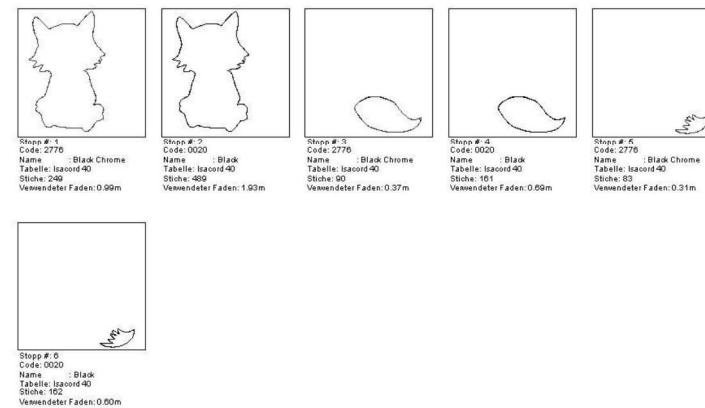 Stopp #: 1
Code: 2776
Name : Black Chrome
Tabelle: Isacord 40
Stiche: 249
Verwendeter Faden: 0.99m
Stopp #: 2
Code: 0020
Name : Black
Tabelle: Isacord 40
Stiche: 489
Verwendeter Faden: 1.93m
Stopp #: 3
Code: 2776
Name : Black Chrome
Tabelle: Isacord 40
Stiche: 90
Verwendeter Faden: 0.37m
Stopp #: 4
Code: 0020
Name : Black
Tabelle: Isacord 40
Stiche: 161
Verwendeter Faden: 0.69m
Stopp #: 5
Code: 2776
Name : Black Chrome
Tabelle: Isacord 40
Stiche: 83
Verwendeter Faden: 0.31m
Stopp #: 6
Code: 0020
Name : Black
Tabelle: Isacord 40
Stiche: 162
Verwendeter Faden: 0.60m